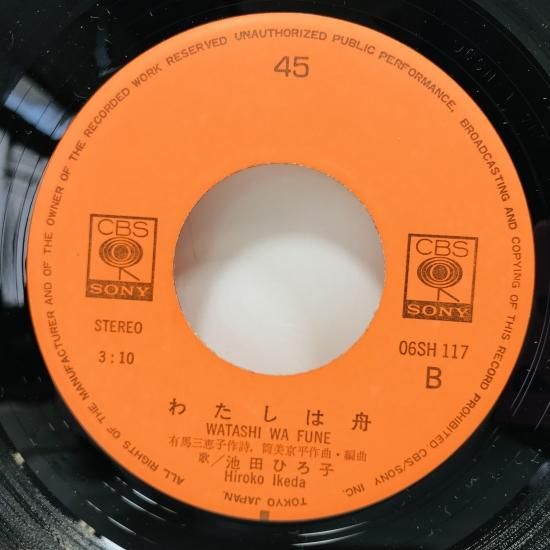 ALL RIGHTS OF THE MANUFACTURER AND OF THE OWNER OF THE RECORDED WORK RESERVED UNAUTHORIZED PUBLIC PERFORMANCE, BROADCASTING AND COPYING OF THIS RECORD PROHIBITED CBS/SONY INC.
TOKYO JAPAN.
45
CBS
SONY
CBS
SONY
STEREO
3:10
06SH 117
B
わたしは舟
WATASHI WA FUNE
有馬三恵子作詩, 筒美京平作曲・編曲
歌/池田ひろ子
Hiroko Ikeda